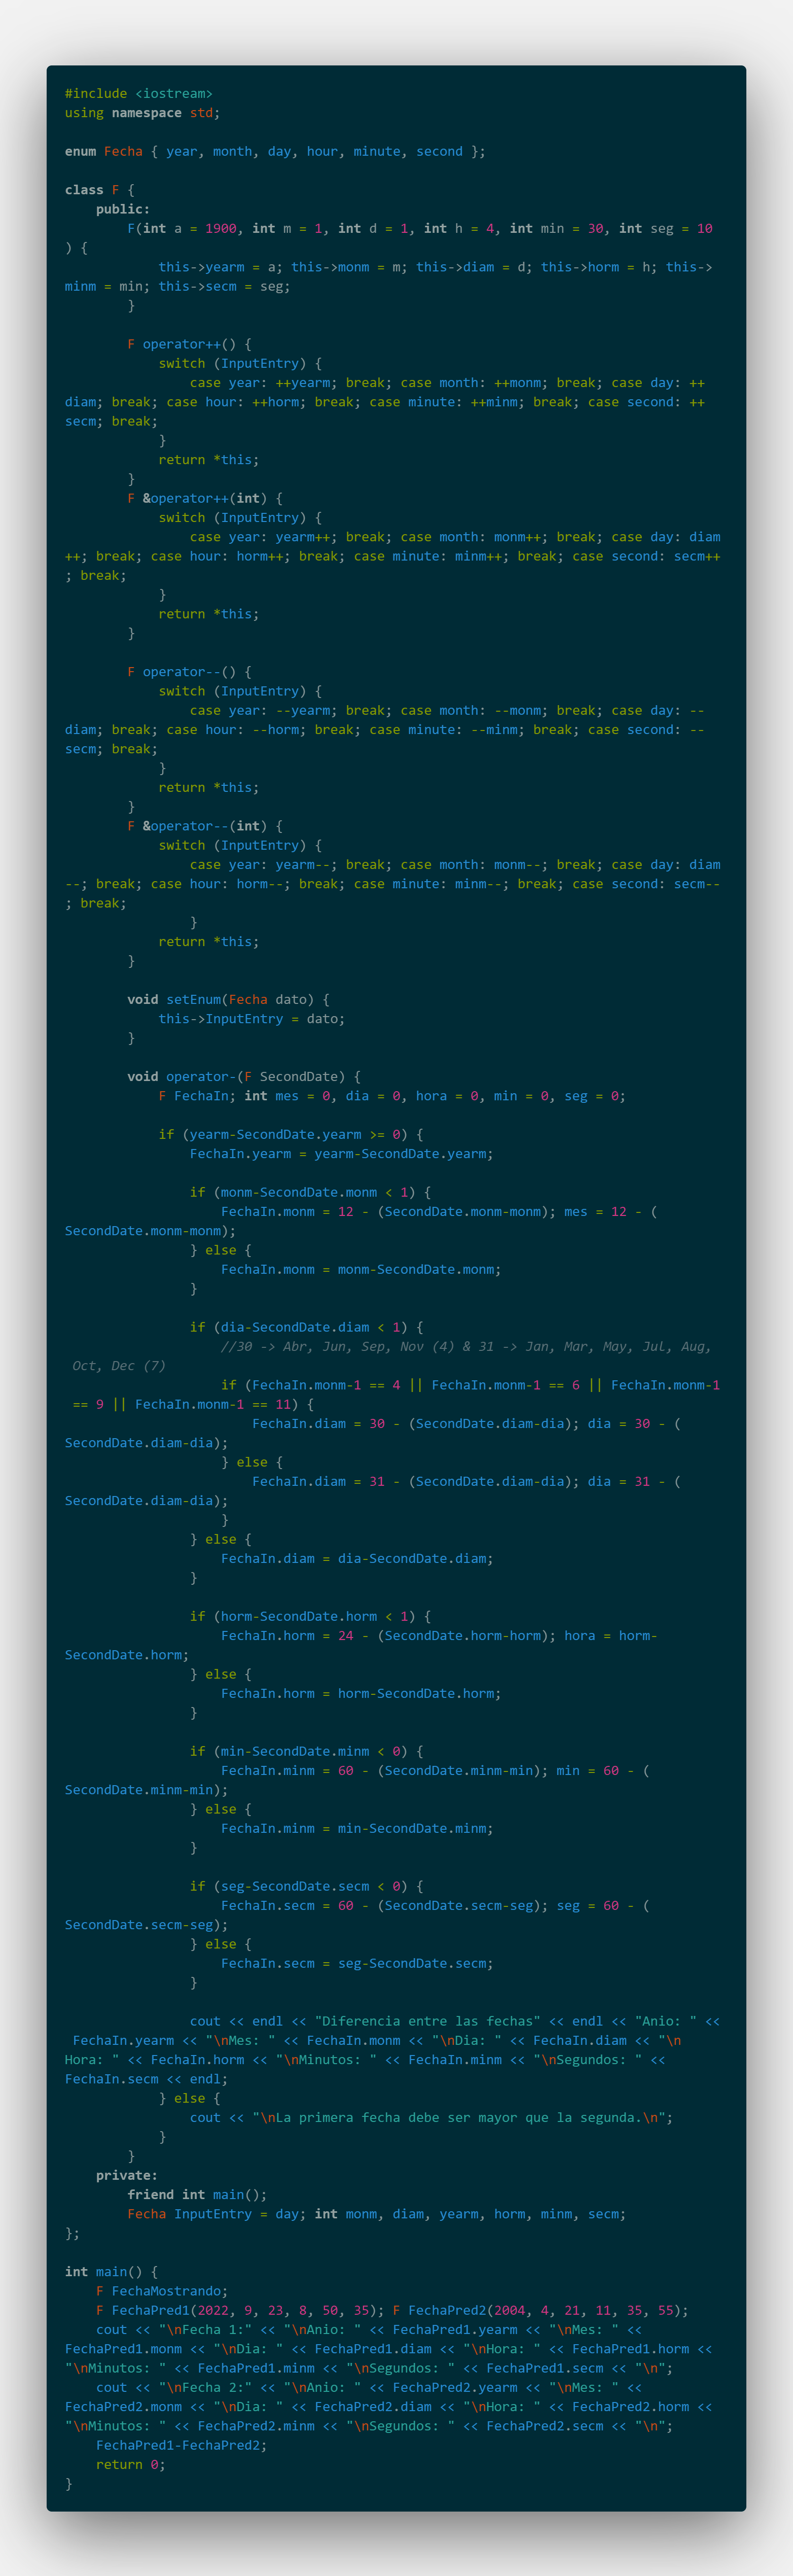 #include <iostream>
using namespace std;
enum Fecha { year, month, day, hour, minute, second };
class F {
    public:
        F(int a = 1900, int m = 1, int d = 1, int h = 4, int min = 30, int seg = 10
) {
            this->yearm = a; this->monm = m; this->diam = d; this->horm = h; this->
minm = min; this->secm = seg;
        }
        F operator++() {
            switch (InputEntry) {
                case year: ++yearm; break; case month: ++monm; break; case day: ++
diam; break; case hour: ++horm; break; case minute: ++minm; break; case second: ++
secm; break;
            }
            return *this;
        }
        F &operator++(int) {
            switch (InputEntry) {
                case year: yearm++; break; case month: monm++; break; case day: diam
++; break; case hour: horm++; break; case minute: minm++; break; case second: secm++
; break;
            }
            return *this;
        }
        F operator--() {
            switch (InputEntry) {
                case year: --yearm; break; case month: --monm; break; case day: --
diam; break; case hour: --horm; break; case minute: --minm; break; case second: --
secm; break;
            }
            return *this;
        }
        F &operator--(int) {
            switch (InputEntry) {
                case year: yearm--; break; case month: monm--; break; case day: diam
--; break; case hour: horm--; break; case minute: minm--; break; case second: secm--
; break;
                }
            return *this;
        }
        void setEnum(Fecha dato) {
            this->InputEntry = dato;
        }
        void operator-(F SecondDate) {
            F FechaIn; int mes = 0, dia = 0, hora = 0, min = 0, seg = 0;
            if (yearm-SecondDate.yearm >= 0) {
                FechaIn.yearm = yearm-SecondDate.yearm;
                if (monm-SecondDate.monm < 1) {
                    FechaIn.monm = 12 - (SecondDate.monm-monm); mes = 12 - (
SecondDate.monm-monm);
                } else {
                    FechaIn.monm = monm-SecondDate.monm;
                }
                if (dia-SecondDate.diam < 1) {
                    //30 -> Abr, Jun, Sep, Nov (4) & 31 -> Jan, Mar, May, Jul, Aug,
 Oct, Dec (7)
                    if (FechaIn.monm-1 == 4 || FechaIn.monm-1 == 6 || FechaIn.monm-1
 == 9 || FechaIn.monm-1 == 11) {
                        FechaIn.diam = 30 - (SecondDate.diam-dia); dia = 30 - (
SecondDate.diam-dia);
                    } else {
                        FechaIn.diam = 31 - (SecondDate.diam-dia); dia = 31 - (
SecondDate.diam-dia);
                    }
                } else {
                    FechaIn.diam = dia-SecondDate.diam;
                }
                if (horm-SecondDate.horm < 1) {
                    FechaIn.horm = 24 - (SecondDate.horm-horm); hora = horm-
SecondDate.horm;
                } else {
                    FechaIn.horm = horm-SecondDate.horm;
                }
                if (min-SecondDate.minm < 0) {
                    FechaIn.minm = 60 - (SecondDate.minm-min); min = 60 - (
SecondDate.minm-min);
                } else {
                    FechaIn.minm = min-SecondDate.minm;
                }
                if (seg-SecondDate.secm < 0) {
                    FechaIn.secm = 60 - (SecondDate.secm-seg); seg = 60 - (
SecondDate.secm-seg);
                } else {
                    FechaIn.secm = seg-SecondDate.secm;
                }
                cout << endl << "Diferencia entre las fechas" << endl << "Anio: " <<
 FechaIn.yearm << "\nMes: " << FechaIn.monm << "\nDia: " << FechaIn.diam << "\n
Hora: " << FechaIn.horm << "\nMinutos: " << FechaIn.minm << "\nSegundos: " <<
FechaIn.secm << endl;
            } else {
                cout << "\nLa primera fecha debe ser mayor que la segunda.\n";
            }
        }
    private:
        friend int main();
        Fecha InputEntry = day; int monm, diam, yearm, horm, minm, secm;
};
int main() {
    F FechaMostrando;
    F FechaPred1(2022, 9, 23, 8, 50, 35); F FechaPred2(2004, 4, 21, 11, 35, 55);
    cout << "\nFecha 1:" << "\nAnio: " << FechaPred1.yearm << "\nMes: " <<
FechaPred1.monm << "\nDia: " << FechaPred1.diam << "\nHora: " << FechaPred1.horm <<
"\nMinutos: " << FechaPred1.minm << "\nSegundos: " << FechaPred1.secm << "\n";
    cout << "\nFecha 2:" << "\nAnio: " << FechaPred2.yearm << "\nMes: " <<
FechaPred2.monm << "\nDia: " << FechaPred2.diam << "\nHora: " << FechaPred2.horm <<
"\nMinutos: " << FechaPred2.minm << "\nSegundos: " << FechaPred2.secm << "\n";
    FechaPred1-FechaPred2;
    return 0;
}